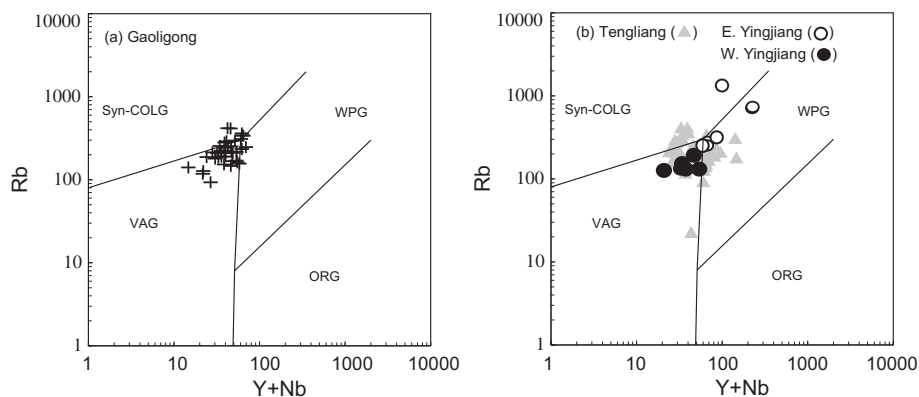 10000
(a) Gaoligong
1000
Syn-COLG
WPG
Rb
100
VAG
10
ORG
1
1 10 100 1000 10000
Y+Nb
10000
(b) Tengliang (▲) E. Yingjiang (○)
W. Yingjiang (●)
1000
Syn-COLG
WPG
Rb
100
VAG
10
ORG
1
1 10 100 1000 10000
Y+Nb